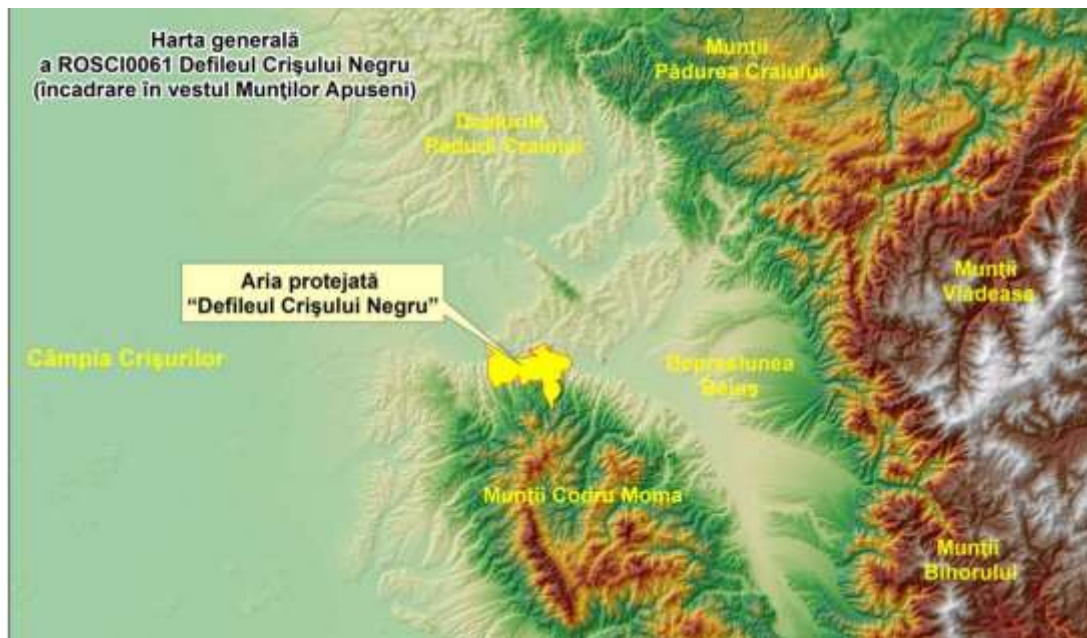 Harta generală
a ROSCI0061 Defileul Crişului Negru
(încadrare în vestul Munţilor Apuseni)
Munţii
Pădurea Craiului
Dealurile
Pădurii Craiului
Aria protejată
“Defileul Crişului Negru”
Munţii
Vlădeasa
Câmpia Crişurilor
Depresiunea
Beiuş
Munţii Codru Moma
Munţii
Bihorului